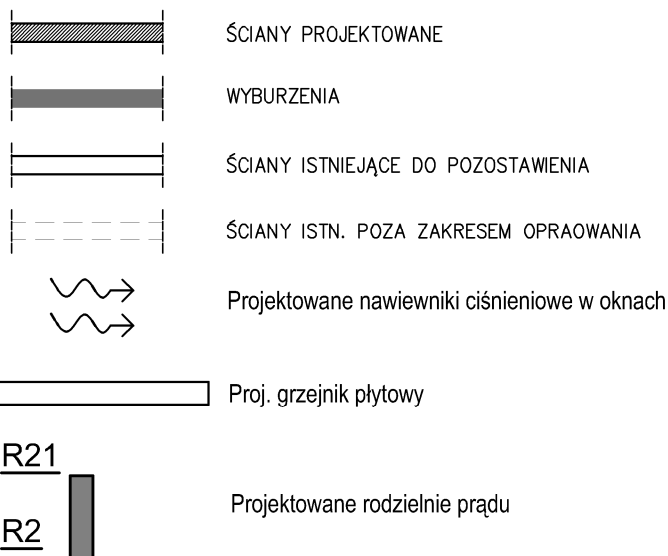 ŚCIANY PROJEKTOWANE
WYBURZENIA
ŚCIANY ISTNIEJĄCE DO POZOSTAWIENIA
ŚCIANY ISTN. POZA ZAKRESEM OPRAOWANIA
Projektowane nawiewniki ciśnieniowe w oknach
Proj. grzejnik płytowy
R21
Projektowane rodzielnie prądu
R2